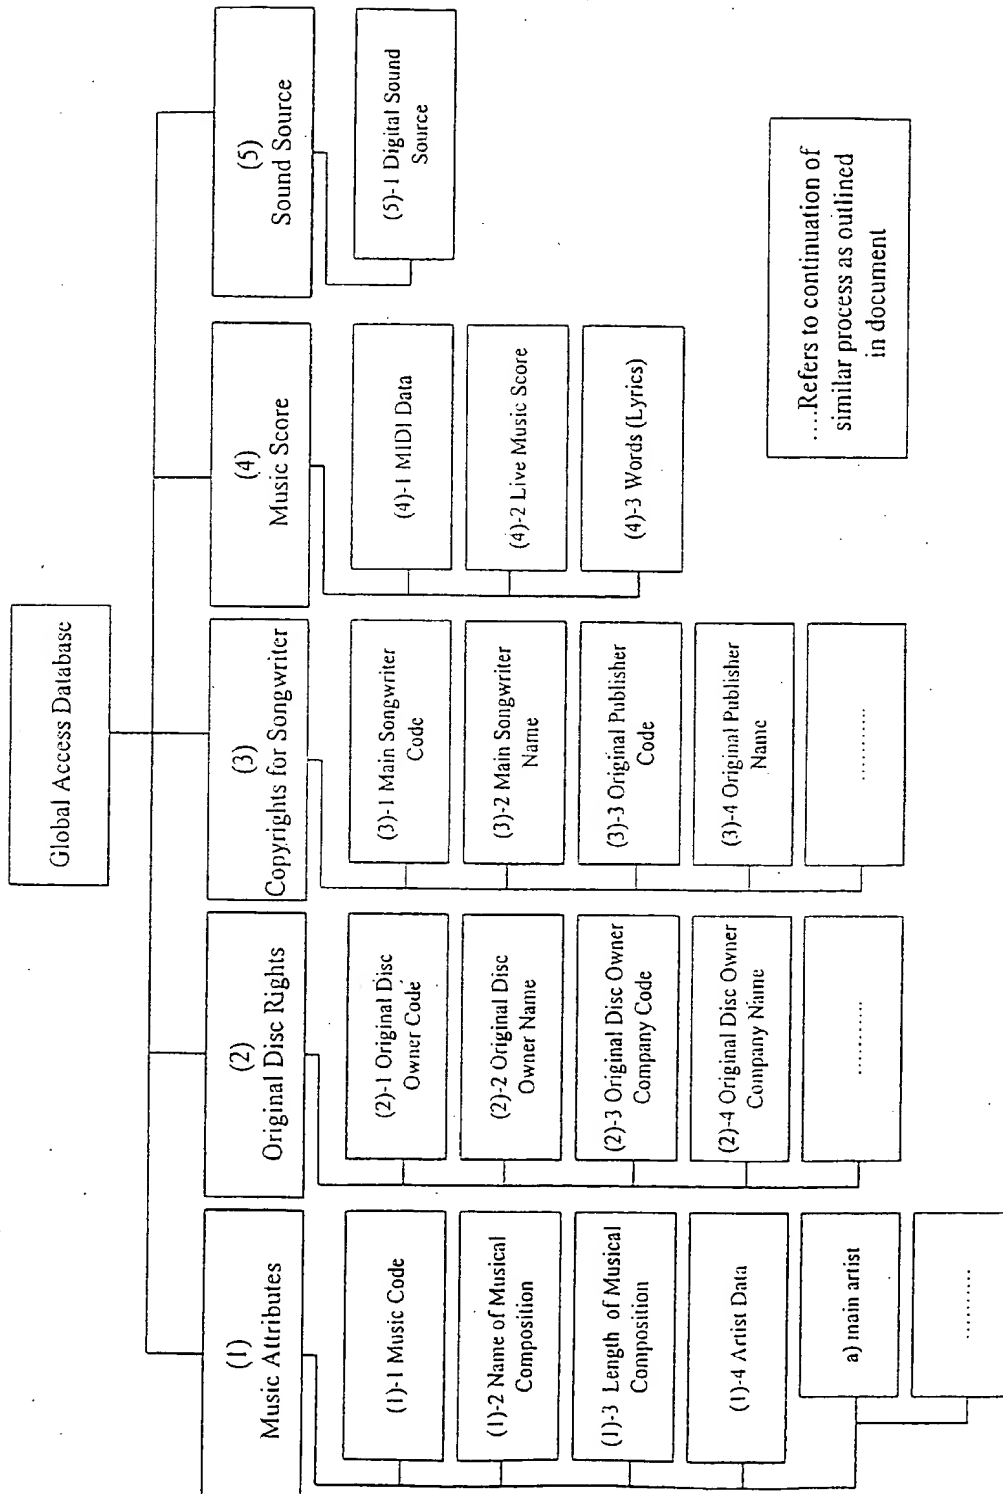 Global Access Database
(1)
Music Attributes
(1)-1 Music Code
(1)-2 Name of Musical
Composition
(1)-3 Length of Musical
Composition
(1)-4 Artist Data
a) main artist
..........
(2)
Original Disc Rights
(2)-1 Original Disc
Owner Code
(2)-2 Original Disc
Owner Name
(2)-3 Original Disc Owner
Company Code
(2)-4 Original Disc Owner
Company Name
...........
(3)
Copyrights for Songwriter
(3)-1 Main Songwriter
Code
(3)-2 Main Songwriter
Name
(3)-3 Original Publisher
Code
(3)-4 Original Publisher
Name
...........
(4)
Music Score
(4)-1 MIDI Data
(4)-2 Live Music Score
(4)-3 Words (Lyrics)
(5)
Sound Source
(5)-1 Digital Sound
Source
....Refers to continuation of
similar process as outlined
in document